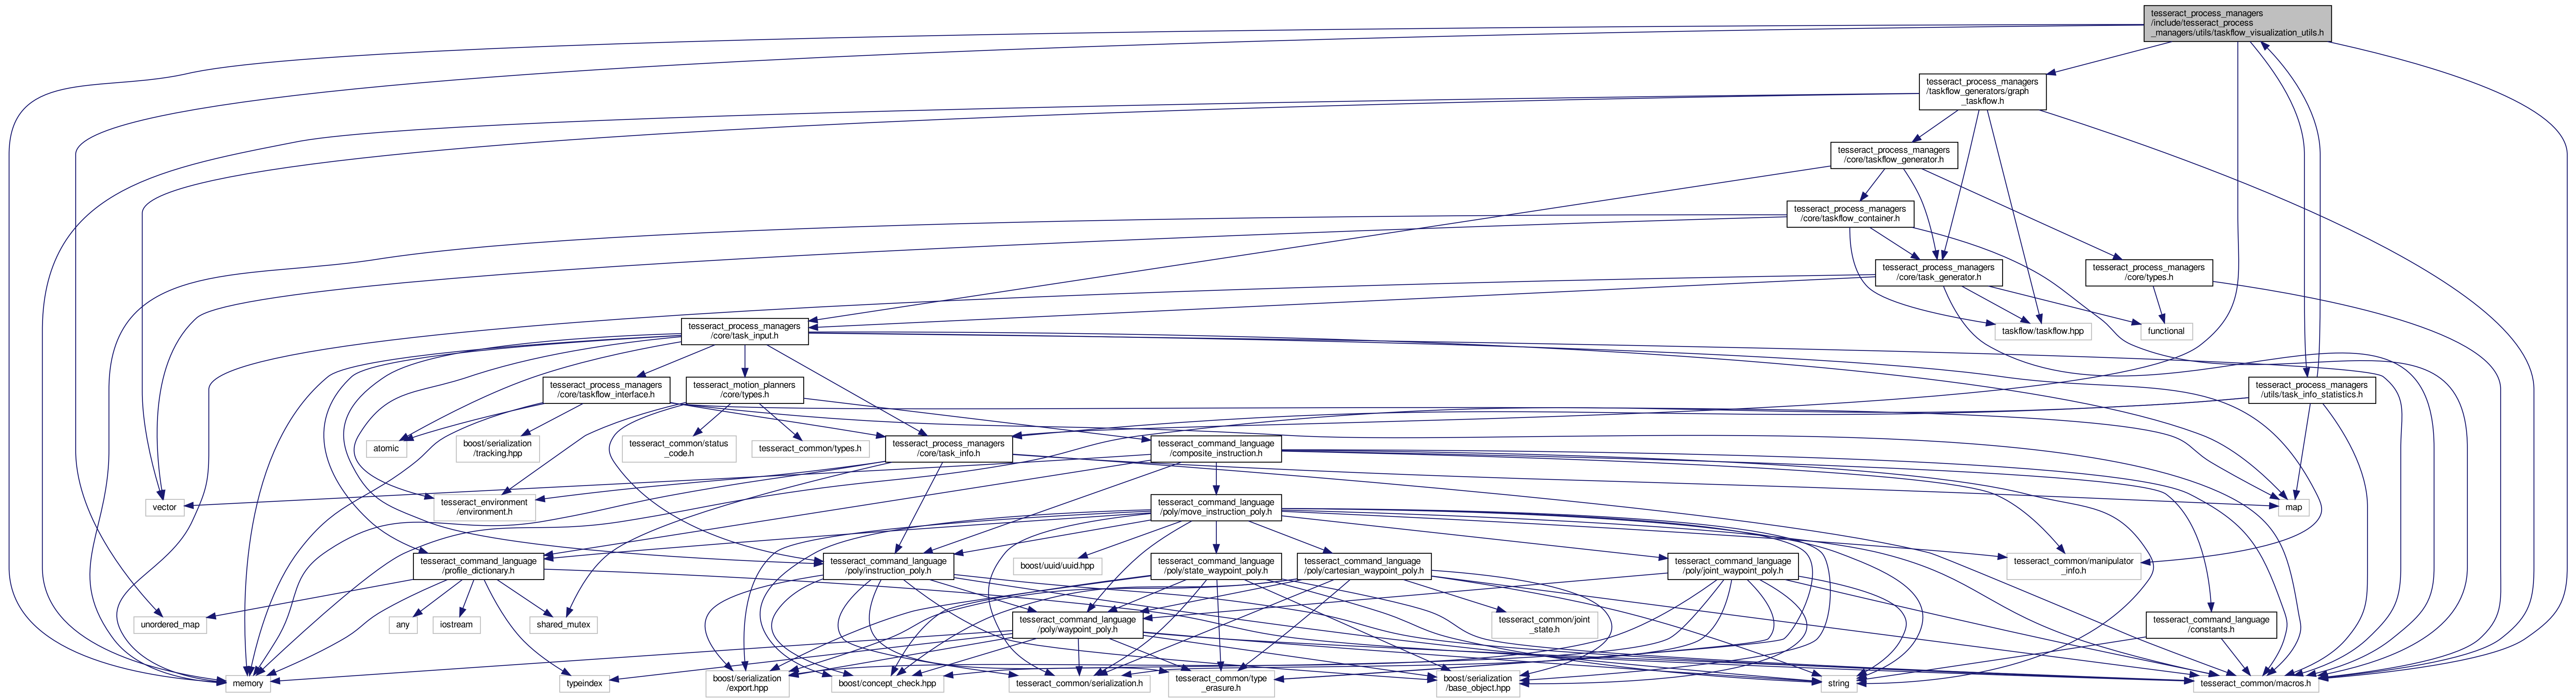 tesseract_process_managers
/include/tesseract_process
_managers/utils/taskflow_visualization_utils.h
tesseract_process_managers
/taskflow_generators/graph
_taskflow.h
tesseract_process_managers
/core/taskflow_generator.h
tesseract_process_managers
/core/taskflow_container.h
tesseract_process_managers
/core/task_generator.h
tesseract_process_managers
/core/types.h
tesseract_process_managers
/core/task_input.h
taskflow/taskflow.hpp
functional
tesseract_process_managers
/core/taskflow_interface.h
tesseract_motion_planners
/core/types.h
tesseract_process_managers
/utils/task_info_statistics.h
atomic
boost/serialization
/tracking.hpp
tesseract_common/status
_code.h
tesseract_common/types.h
tesseract_process_managers
/core/task_info.h
tesseract_command_language
/composite_instruction.h
vector
tesseract_environment
/environment.h
tesseract_command_language
/poly/move_instruction_poly.h
map
tesseract_command_language
/profile_dictionary.h
tesseract_command_language
/poly/instruction_poly.h
boost/uuid/uuid.hpp
tesseract_command_language
/poly/state_waypoint_poly.h
tesseract_command_language
/poly/cartesian_waypoint_poly.h
tesseract_command_language
/poly/joint_waypoint_poly.h
tesseract_common/manipulator
_info.h
unordered_map
any
iostream
shared_mutex
tesseract_command_language
/poly/waypoint_poly.h
tesseract_common/joint
_state.h
tesseract_command_language
/constants.h
memory
typeindex
boost/serialization
/export.hpp
boost/concept_check.hpp
tesseract_common/serialization.h
tesseract_common/type
_erasure.h
boost/serialization
/base_object.hpp
string
tesseract_common/macros.h